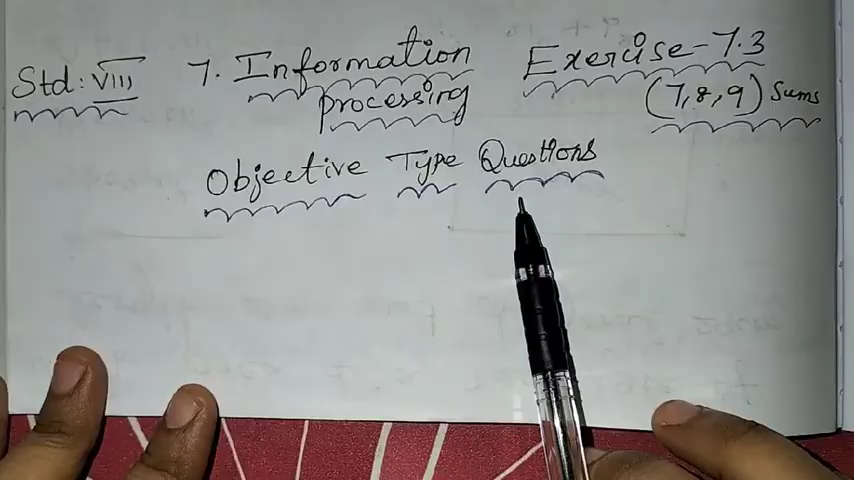 Std: VIII 7. Information Exercise-7.3
processing (7,8,9) Sums
Objective Type Questions